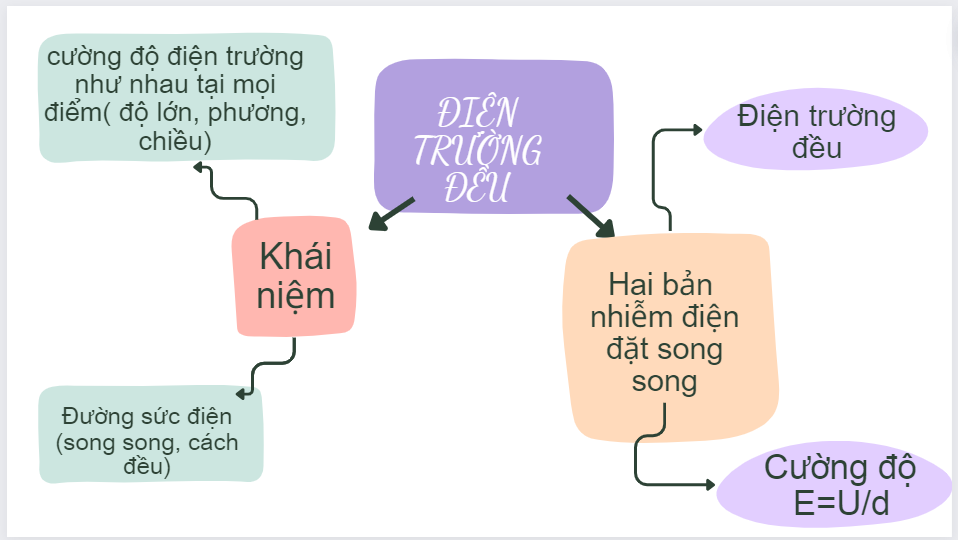 cường độ điện trường
như nhau tại mọi
điểm( độ lớn, phương,
chiều)
ĐIỆN
TRƯỜNG
ĐỀU
Điện trường
đều
Khái
niệm
Hai bản
nhiễm điện
đặt song
song
Đường sức điện
(song song, cách
đều)
Cường độ
E=U/d